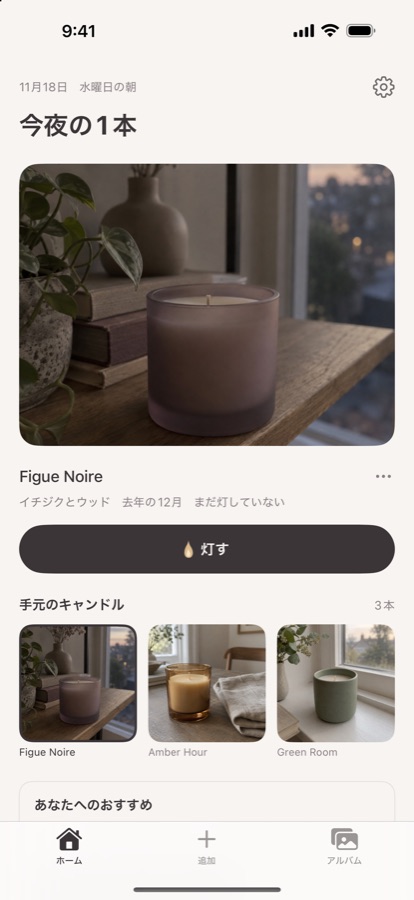 9:41
11月18日　水曜日の朝
今夜の1本
Figue Noire
イチジクとウッド　去年の12月　まだ灯していない
灯す
手元のキャンドル
3本
Figue Noire
Amber Hour
Green Room
あなたへのおすすめ
ホーム
追加
アルバム